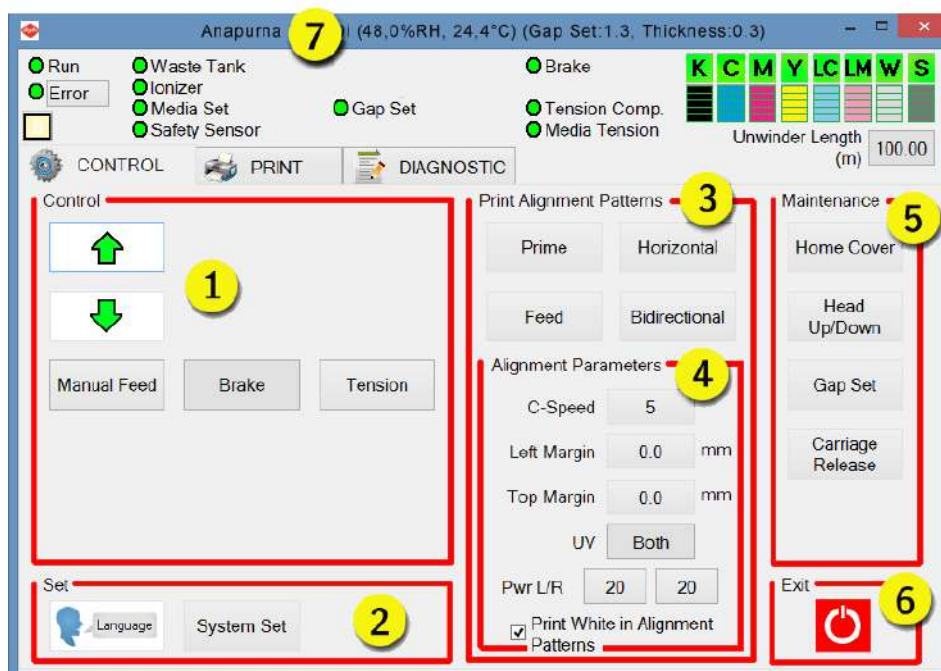 Anapurna 7 i (48,0%RH, 24,4°C) (Gap Set:1.3, Thickness:0.3)
Run
Waste Tank
Brake
K C M Y LC LM W S
Error
Ionizer
Media Set
Gap Set
Tension Comp.
Safety Sensor
Media Tension
Unwinder Length
(m)
100.00
CONTROL
PRINT
DIAGNOSTIC
Control
1
Manual Feed
Brake
Tension
Print Alignment Patterns
3
Prime
Horizontal
Feed
Bidirectional
Alignment Parameters
4
C-Speed 5
Left Margin 0.0 mm
Top Margin 0.0 mm
UV Both
Pwr L/R 20 20
Print White in Alignment
Patterns
Maintenance
5
Home Cover
Head
Up/Down
Gap Set
Carriage
Release
Set
Language
System Set
2
Exit
6